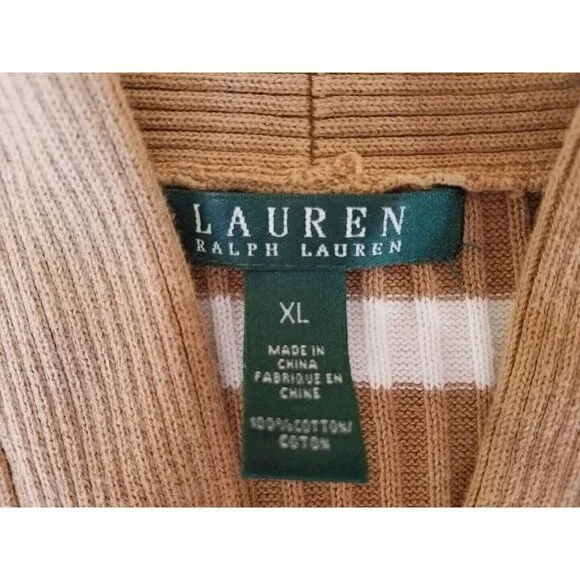 LAUREN
RALPH LAUREN
XL
MADE IN
CHINA
FABRIQUE EN
CHINE
100%COTTON/
COTON